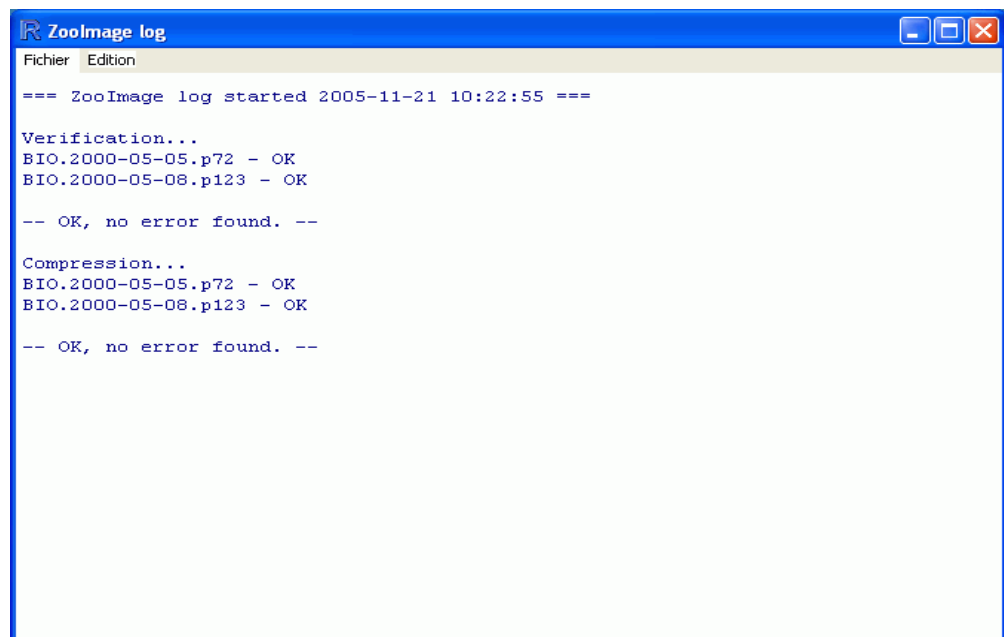 ZooImage log
Fichier Edition
=== ZooImage log started 2005-11-21 10:22:55 ===
Verification...
BIO.2000-05-05.p72 - OK
BIO.2000-05-08.p123 - OK
-- OK, no error found. --
Compression...
BIO.2000-05-05.p72 - OK
BIO.2000-05-08.p123 - OK
-- OK, no error found. --